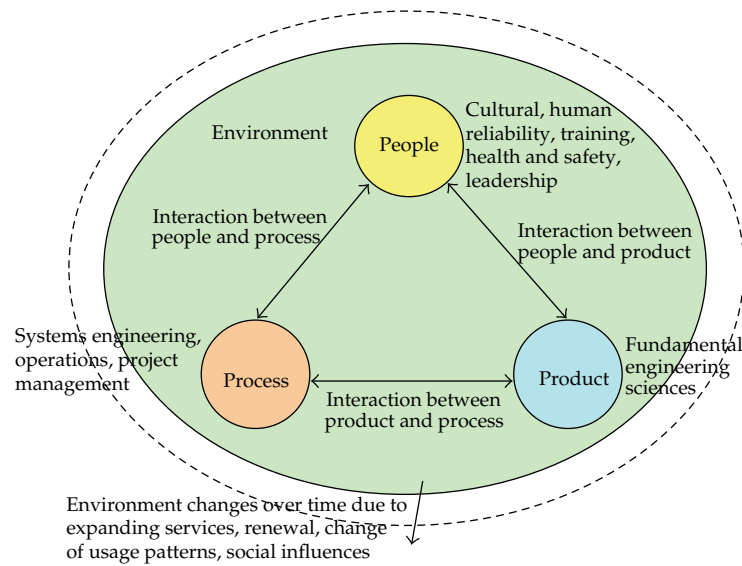 Environment
People
Cultural, human
reliability, training,
health and safety,
leadership
Interaction between
people and process
Interaction between
people and product
Systems engineering,
operations, project
management
Process
Product
Fundamental
engineering
sciences
Interaction between
product and process
Environment changes over time due to
expanding services, renewal, change
of usage patterns, social influences